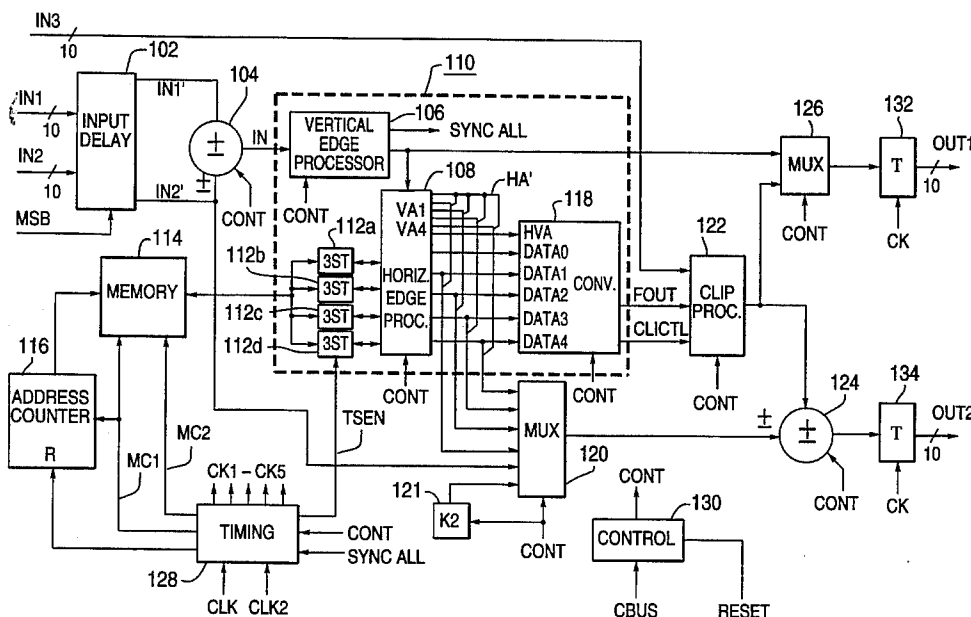 IN3
10
102
IN1'
104
110
IN1
10
INPUT
DELAY
IN2
10
IN2'
±
±
CONT
MSB
IN
VERTICAL
EDGE
PROCESSOR
106
SYNC ALL
CONT
108
HA'
VA1
VA4
HORIZ
EDGE
PROC.
CONT
112a
3ST
112b
3ST
112c
3ST
112d
3ST
118
HVA
DATA0
DATA1
DATA2
DATA3
DATA4
CONV.
CONT
FOUT
CLICTL
122
CLIP
PROC.
CONT
126
MUX
CONT
132
T
OUT1
10
CK
114
MEMORY
116
ADDRESS
COUNTER
R
MC1
MC2
CK1 - CK5
TSEN
TIMING
128
CONT
SYNC ALL
CLK
CLK2
MUX
120
121
K2
CONT
±
±
124
CONT
134
T
OUT2
10
CK
CONT
130
CONTROL
CBUS
RESET